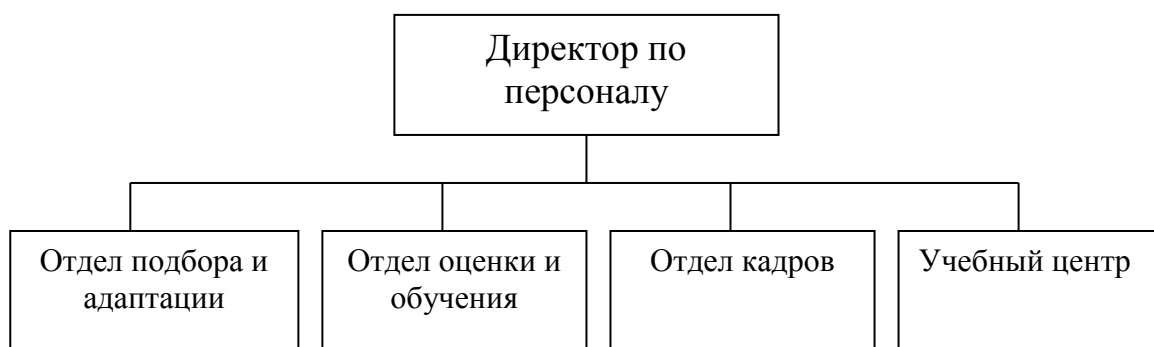 Директор по
персоналу
Отдел подбора и
адаптации
Отдел оценки и
обучения
Отдел кадров
Учебный центр